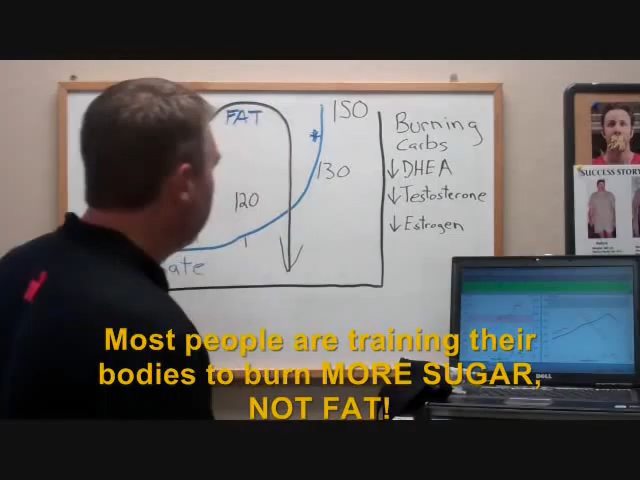 FAT
150
130
120
ate
Burning
Carbs
↓ DHEA
↓ Testosterone
↓ Estrogen
SUCCESS STORY
DELL
Most people are training their
bodies to burn MORE SUGAR,
NOT FAT!